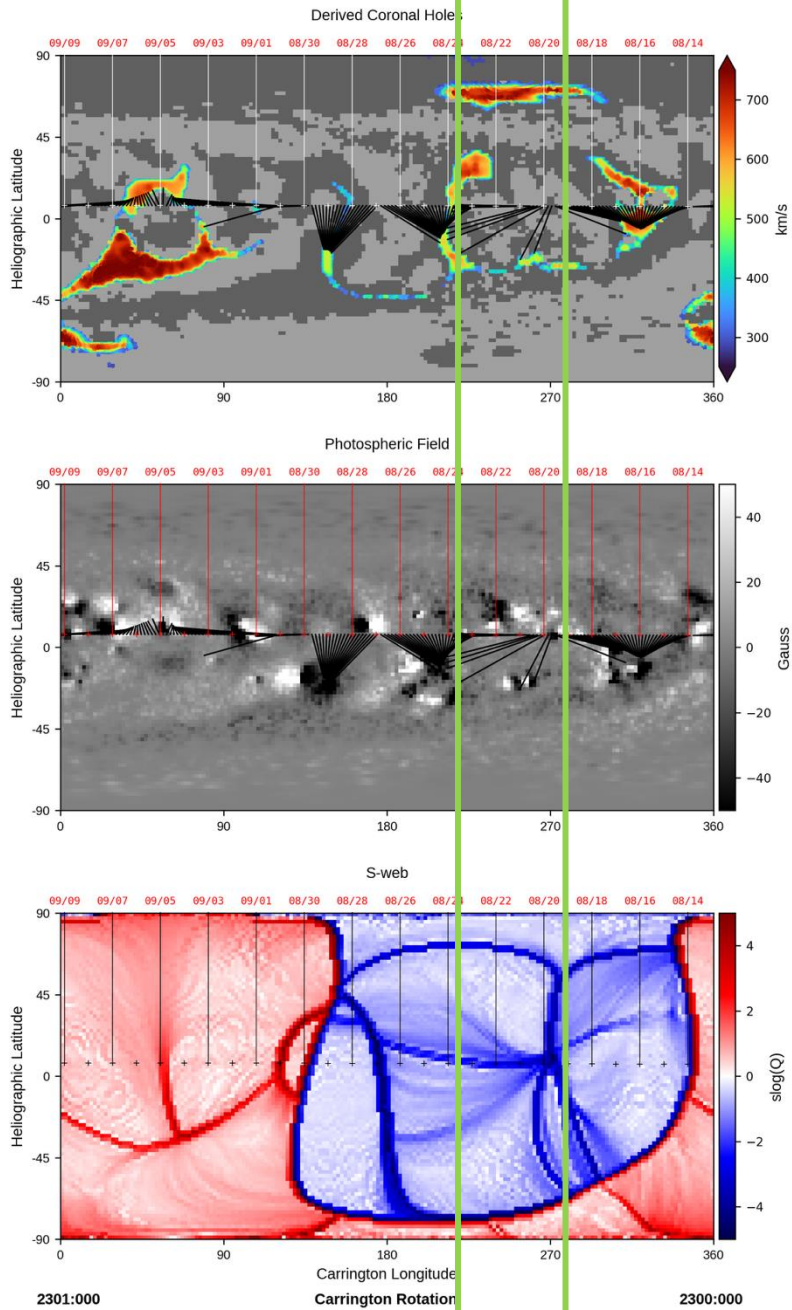 Derived Coronal Holes
09/09 09/07 09/05 09/03 09/01 08/30 08/28 08/26 08/24 08/22 08/20 08/18 08/16 08/14
90
45
0
-45
-90
Heliographic Latitude
0 90 180 270 360
700
600
500
400
300
km/s
Photospheric Field
09/09 09/07 09/05 09/03 09/01 08/30 08/28 08/26 08/24 08/22 08/20 08/18 08/16 08/14
90
45
0
-45
-90
Heliographic Latitude
0 90 180 270 360
40
20
0
−20
−40
Gauss
S-web
09/09 09/07 09/05 09/03 09/01 08/30 08/28 08/26 08/24 08/22 08/20 08/18 08/16 08/14
90
45
0
-45
-90
Heliographic Latitude
0 90 180 270 360
4
2
0
−2
−4
slog(Q)
Carrington Longitude
2301:000 Carrington Rotation 2300:000